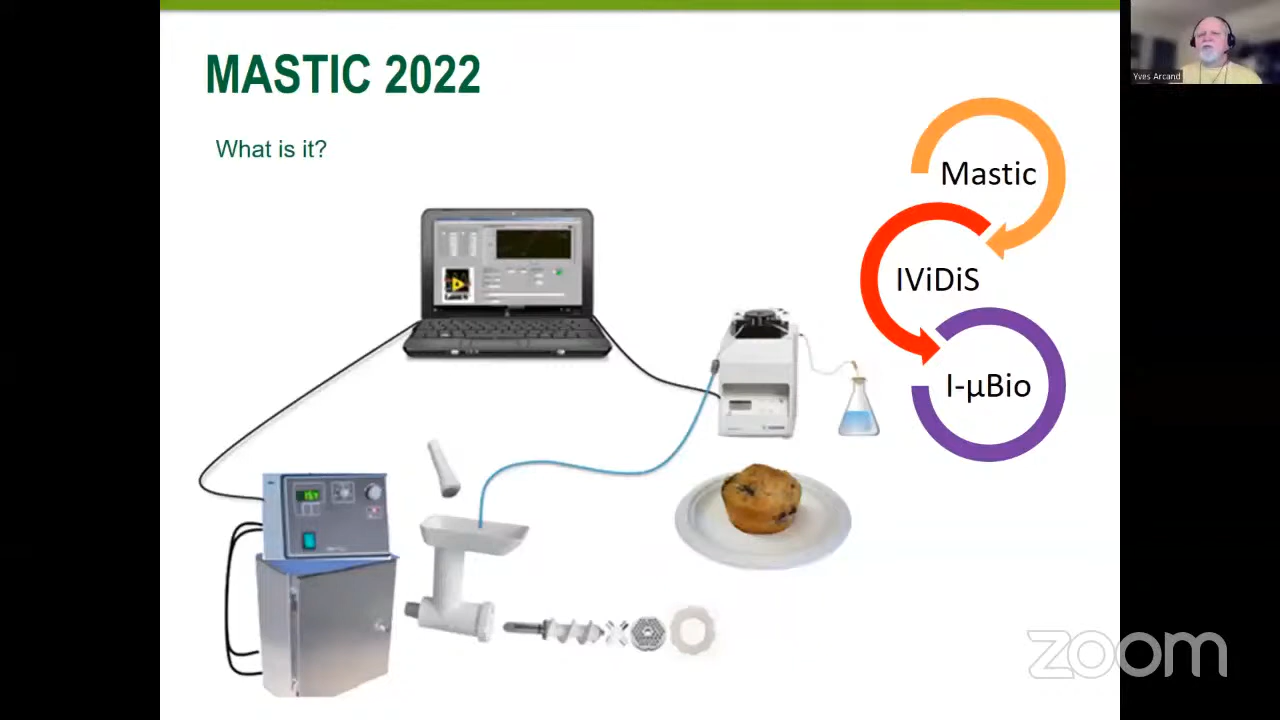 MASTIC 2022
What is it?
Yves Arcand
Mastic
IViDiS
I-µBio
zoom